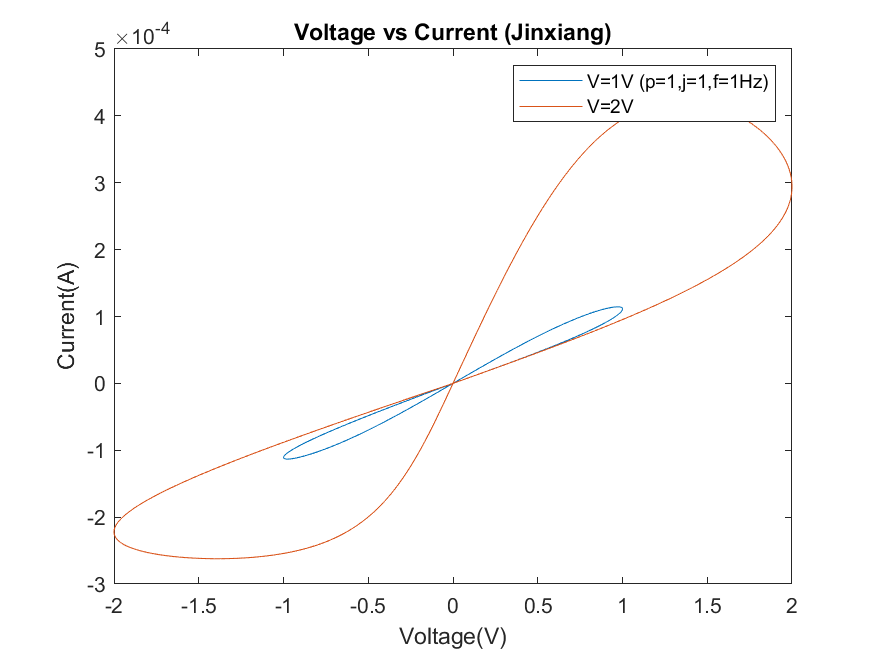 Voltage vs Current (Jinxiang)
×10-4
V=1V (p=1,j=1,f=1Hz)
V=2V
5
4
3
2
1
0
-1
-2
-3
Current(A)
-2 -1.5 -1 -0.5 0 0.5 1 1.5 2
Voltage(V)